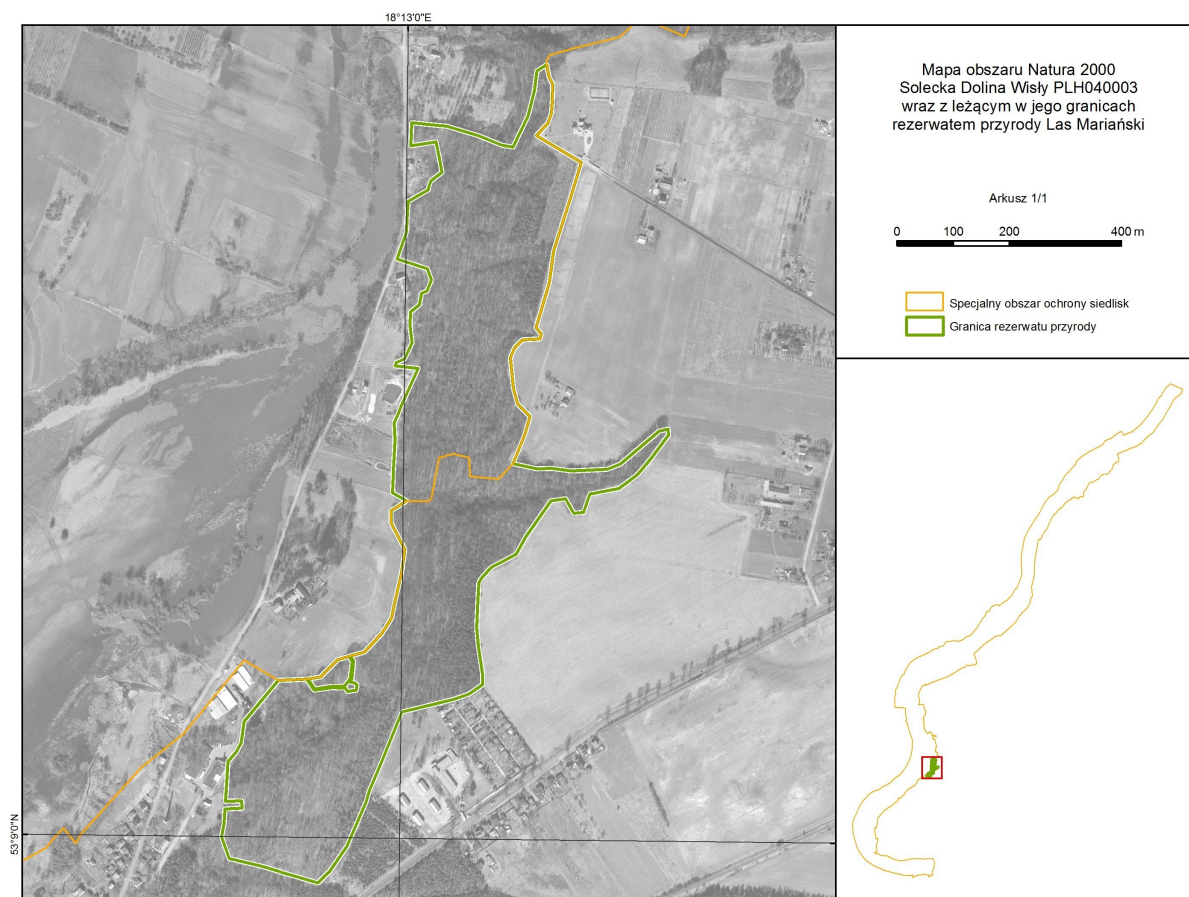 18°13'0"E
53°9'0"N
Mapa obszaru Natura 2000
Solecka Dolina Wisły PLH040003
wraz z leżącym w jego granicach
rezerwatem przyrody Las Mariański
Arkusz 1/1
0 100 200 400 m
Specjalny obszar ochrony siedlisk
Granica rezerwatu przyrody